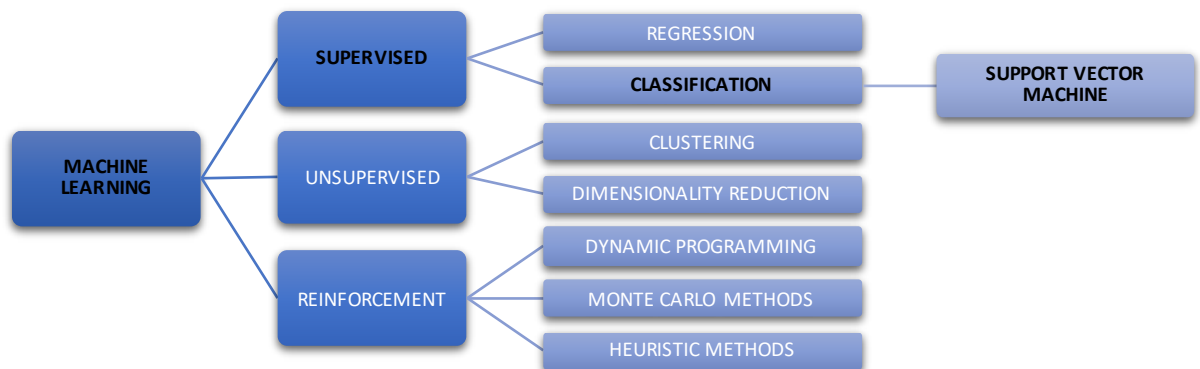 MACHINE
LEARNING
SUPERVISED
REGRESSION
CLASSIFICATION
SUPPORT VECTOR
MACHINE
UNSUPERVISED
CLUSTERING
DIMENSIONALITY REDUCTION
REINFORCEMENT
DYNAMIC PROGRAMMING
MONTE CARLO METHODS
HEURISTIC METHODS